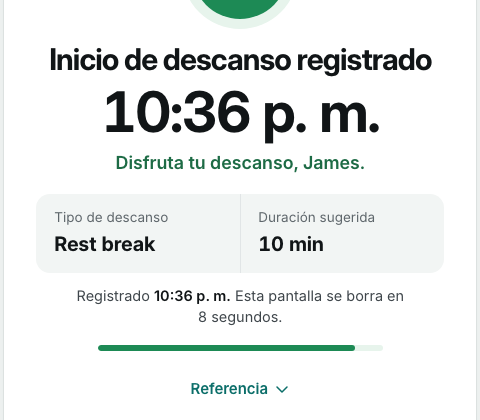 Inicio de descanso registrado
10:36 p. m.
Disfruta tu descanso, James.
Tipo de descanso
Rest break
Duración sugerida
10 min
Registrado 10:36 p. m. Esta pantalla se borra en
8 segundos.
Referencia